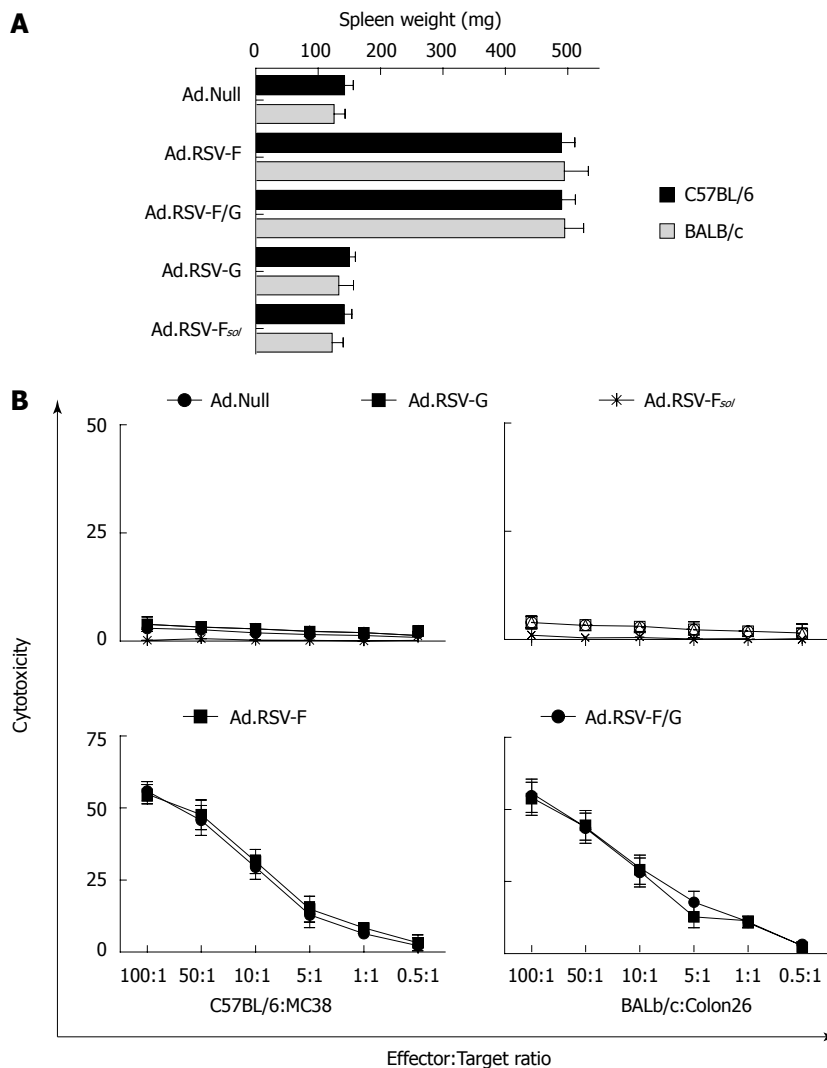 A
Spleen weight (mg)
0 100 200 300 400 500
Ad.Null
Ad.RSV-F
Ad.RSV-F/G
Ad.RSV-G
Ad.RSV-Fsol
C57BL/6
BALB/c
B
Ad.Null Ad.RSV-G Ad.RSV-Fsol
50
25
0
Cytotoxicity
Ad.RSV-F Ad.RSV-F/G
75
50
25
0
100:1 50:1 10:1 5:1 1:1 0.5:1 100:1 50:1 10:1 5:1 1:1 0.5:1
C57BL/6:MC38 BALb/c:Colon26
Effector:Target ratio